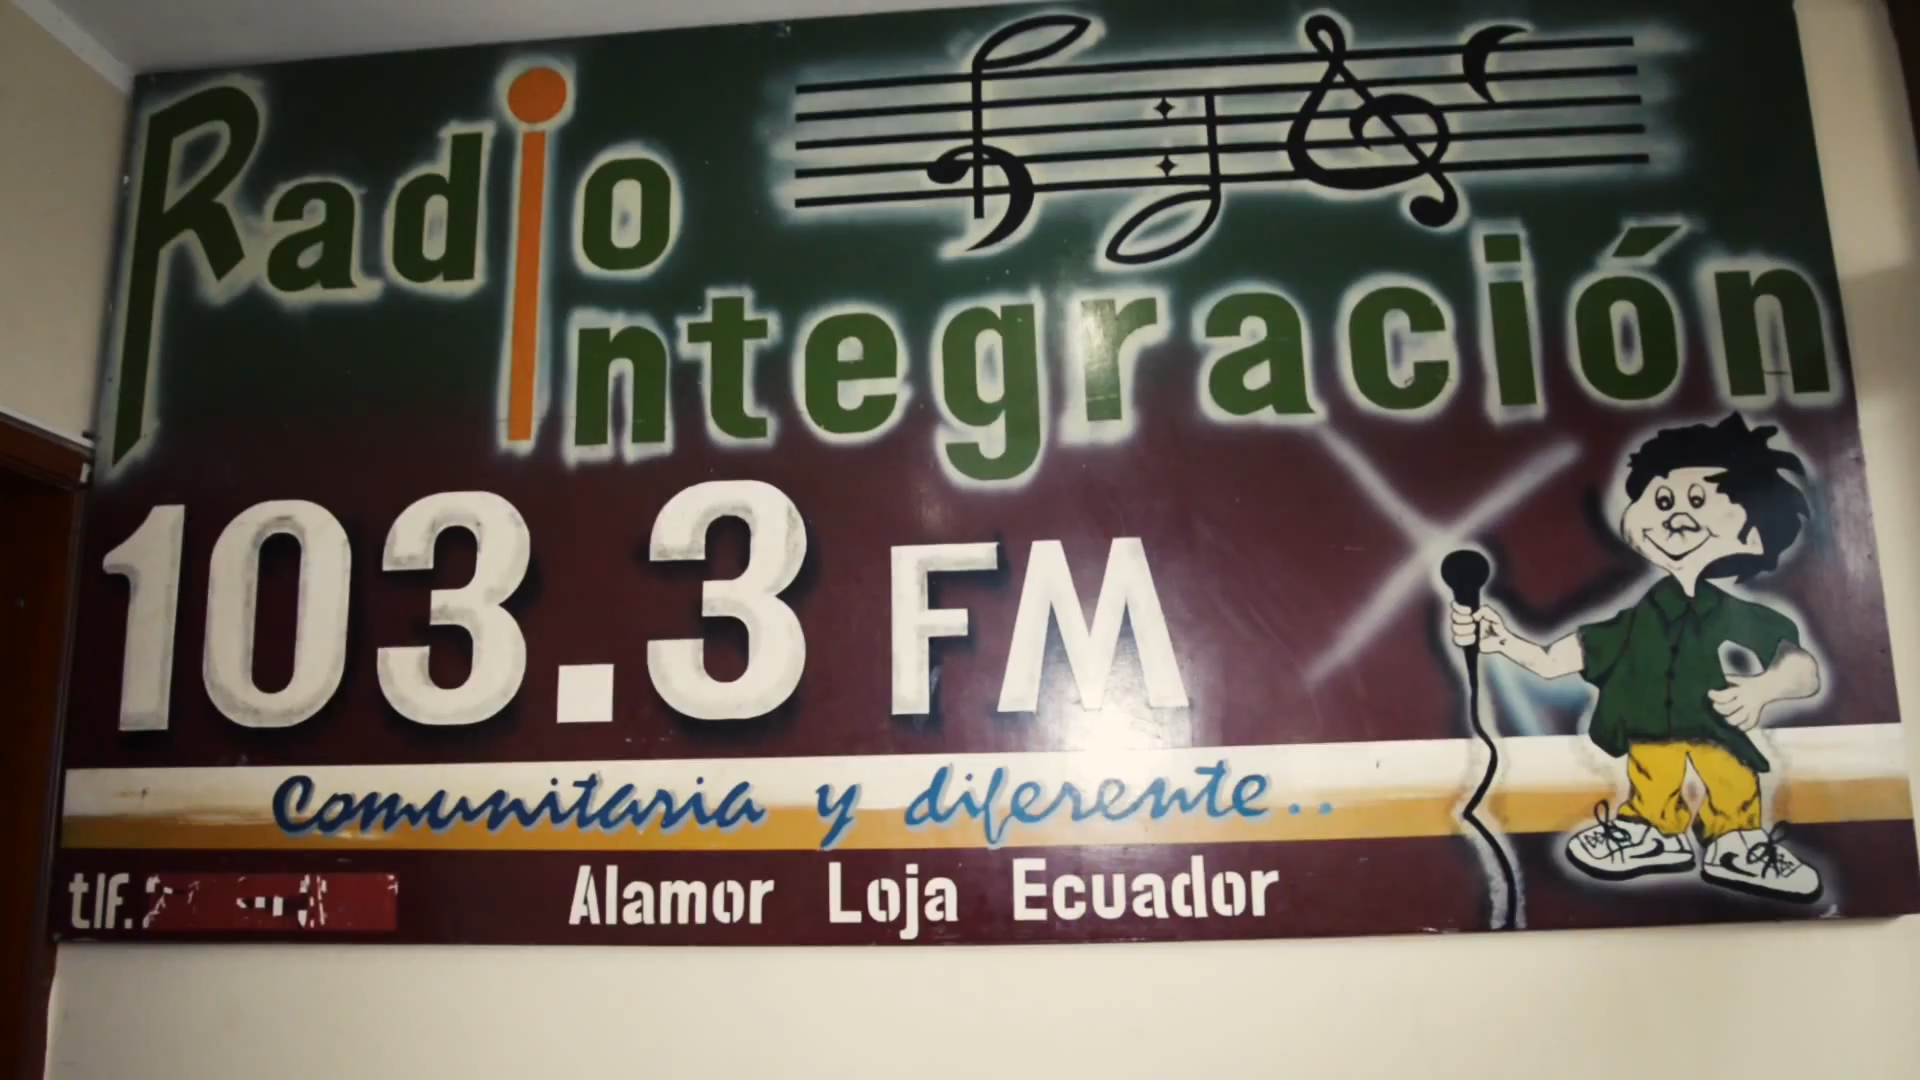 Radio
integración
103.3 FM
Comunitaria y diferente..
tlf.
Alamor Loja Ecuador